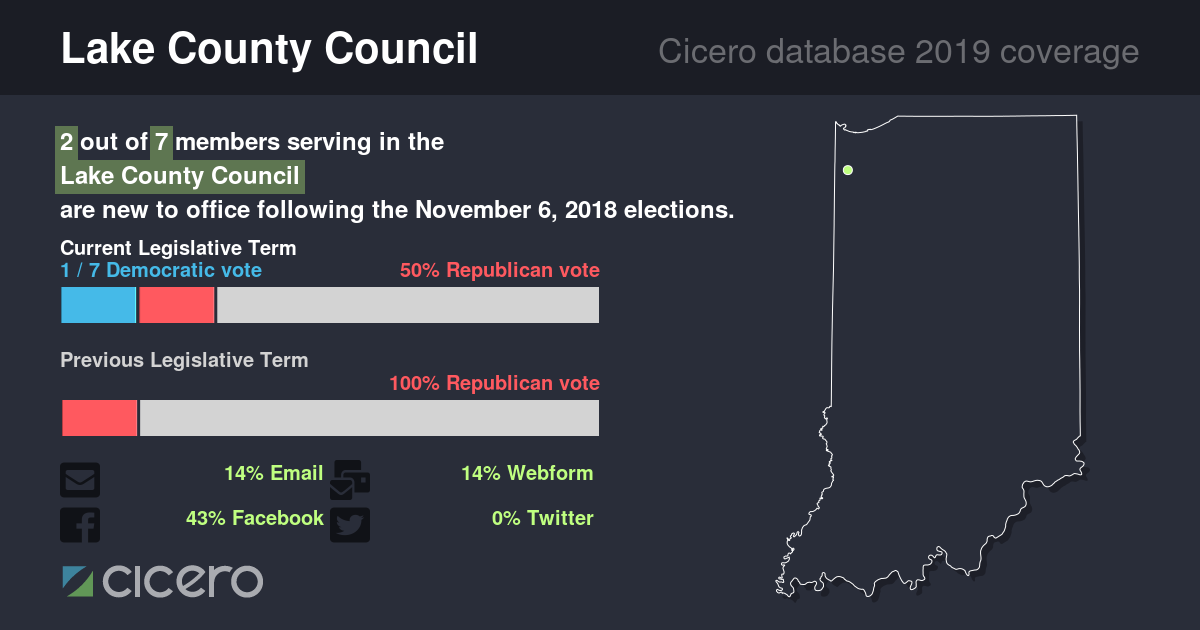 Lake County Council
Cicero database 2019 coverage
2 out of 7 members serving in the
Lake County Council
are new to office following the November 6, 2018 elections.
Current Legislative Term
1 / 7 Democratic vote
50% Republican vote
Previous Legislative Term
100% Republican vote
14% Email
14% Webform
43% Facebook
0% Twitter
cicero